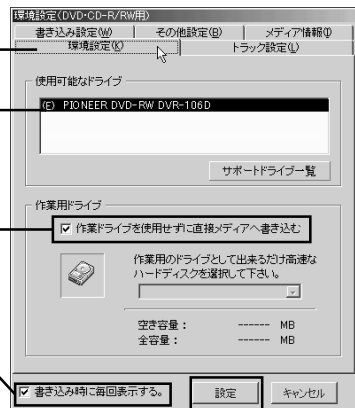 環境設定(DVD・CD-R/RW用)
書き込み設定(W) その他設定(B) メディア情報(I)
環境設定(K) トラック設定(L)
使用可能なドライブ
(E) PIONEER DVD-RW DVR-106D
サポートドライブ一覧
作業用ドライブ
作業ドライブを使用せずに直接メディアへ書き込む
作業用のドライブとして出来るだけ高速な
ハードディスクを選択して下さい。
空き容量： ------ MB
全容量： ------ MB
書き込み時に毎回表示する。 設定 キャンセル